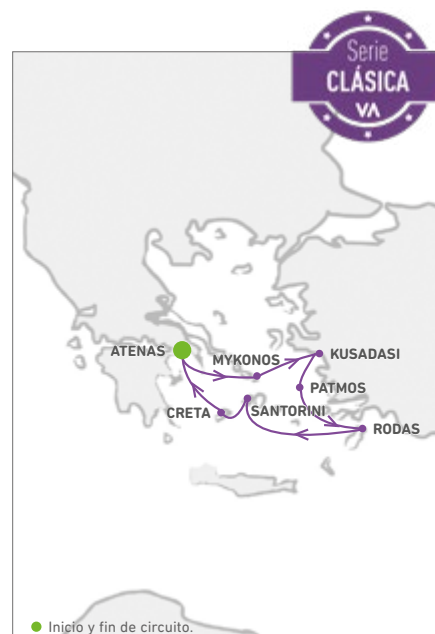 Serie
CLÁSICA
VA
ATENAS
MYKONOS
KUSADASI
PATMOS
CRETA
SANTORINI
RODAS
Inicio y fin de circuito.